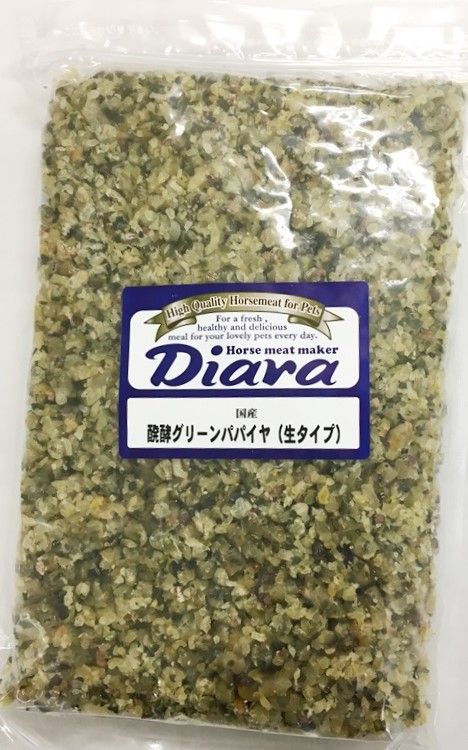 High Quality Horsemeat for Pets
For a fresh ,
healthy and delicious
meal for your lovely pets every day.
Horse meat maker
Diara
国産
醗酵グリーンパパイヤ（生タイプ）